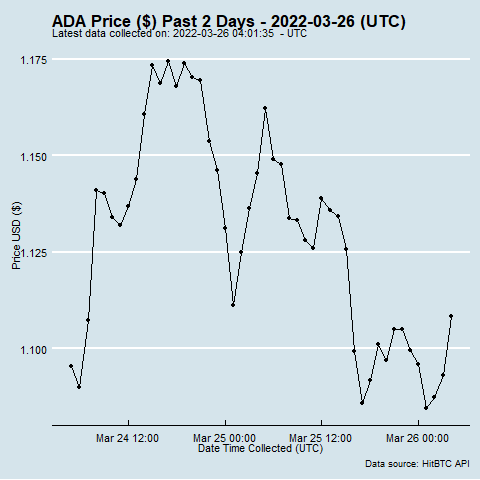 ADA Price ($) Past 2 Days - 2022-03-26 (UTC)
Latest data collected on: 2022-03-26 04:01:35  - UTC
Price USD ($)
1.175
1.150
1.125
1.100
Mar 24 12:00
Mar 25 00:00
Mar 25 12:00
Mar 26 00:00
Date Time Collected (UTC)
Data source: HitBTC API